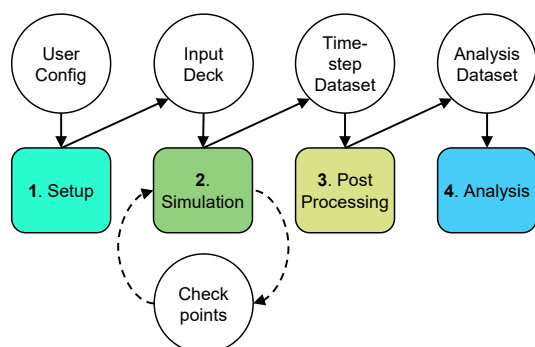 User
Config
Input
Deck
Time-
step
Dataset
Analysis
Dataset
1. Setup
2.
Simulation
3. Post
Processing
4. Analysis
Check
points